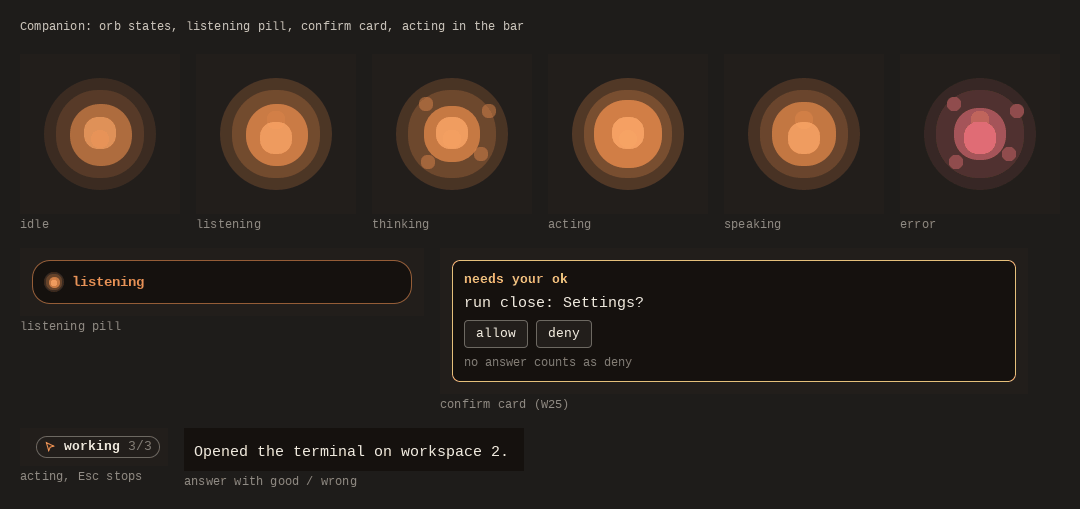 Companion: orb states, listening pill, confirm card, acting in the bar
idle
listening
thinking
acting
speaking
error
listening
listening pill
needs your ok
run close: Settings?
allow
deny
no answer counts as deny
confirm card (W25)
working 3/3
acting, Esc stops
Opened the terminal on workspace 2.
answer with good / wrong